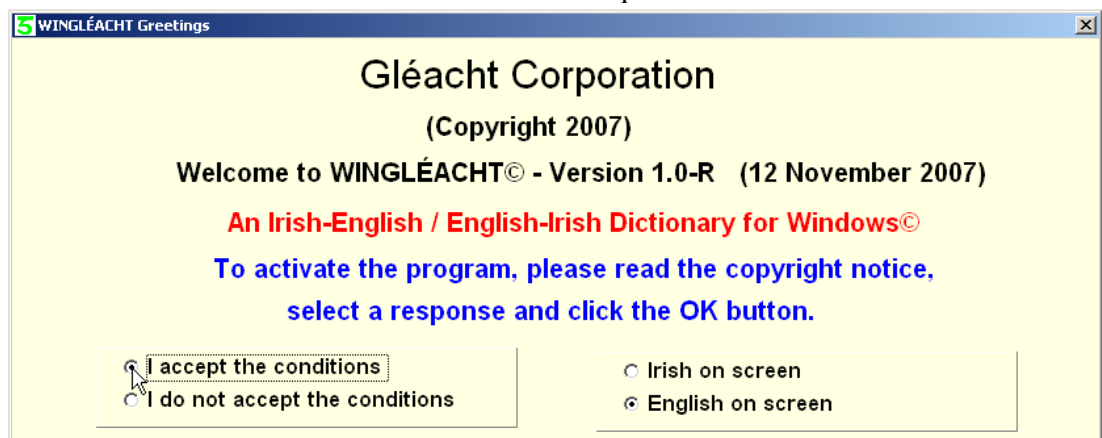 WINGLÉACHT Greetings
Gléacht Corporation
(Copyright 2007)
Welcome to WINGLÉACHT© - Version 1.0-R (12 November 2007)
An Irish-English / English-Irish Dictionary for Windows©
To activate the program, please read the copyright notice,
select a response and click the OK button.
I accept the conditions
I do not accept the conditions
Irish on screen
English on screen